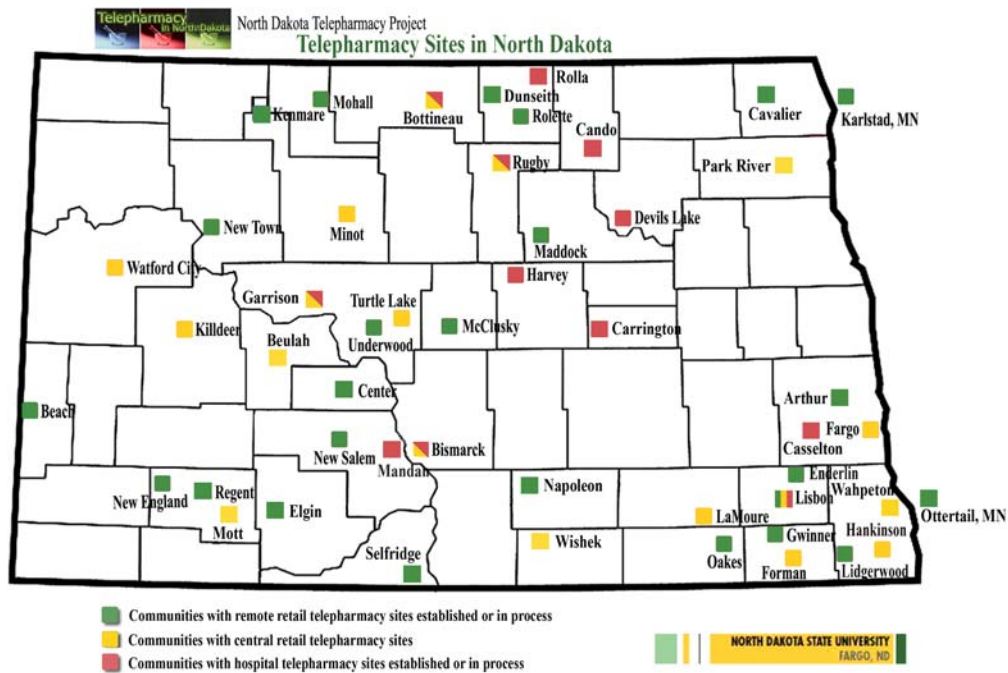 Telepharmacy
in North Dakota
North Dakota Telepharmacy Project
Telepharmacy Sites in North Dakota
Rolla
Mohall
Dunseith
Kenmare
Bottineau
Rolette
Cavalier
Karlstad, MN
Cando
Rugby
Park River
New Town
Minot
Devils Lake
Maddock
Watford City
Harvey
Garrison
Turtle Lake
Killdeer
McClusky
Carrington
Underwood
Beulah
Center
Arthur
Beach
Fargo
New Salem
Bismarck
Casselton
Mandan
Enderlin
New England
Regent
Napoleon
Lisbon
Wahpeton
Elgin
Ottertail, MN
Mott
LaMoure
Hankinson
Wishek
Gwinner
Selfridge
Oakes
Forman
Lidgerwood
Communities with remote retail telepharmacy sites established or in process
Communities with central retail telepharmacy sites
Communities with hospital telepharmacy sites established or in process
NORTH DAKOTA STATE UNIVERSITY
FARGO, ND